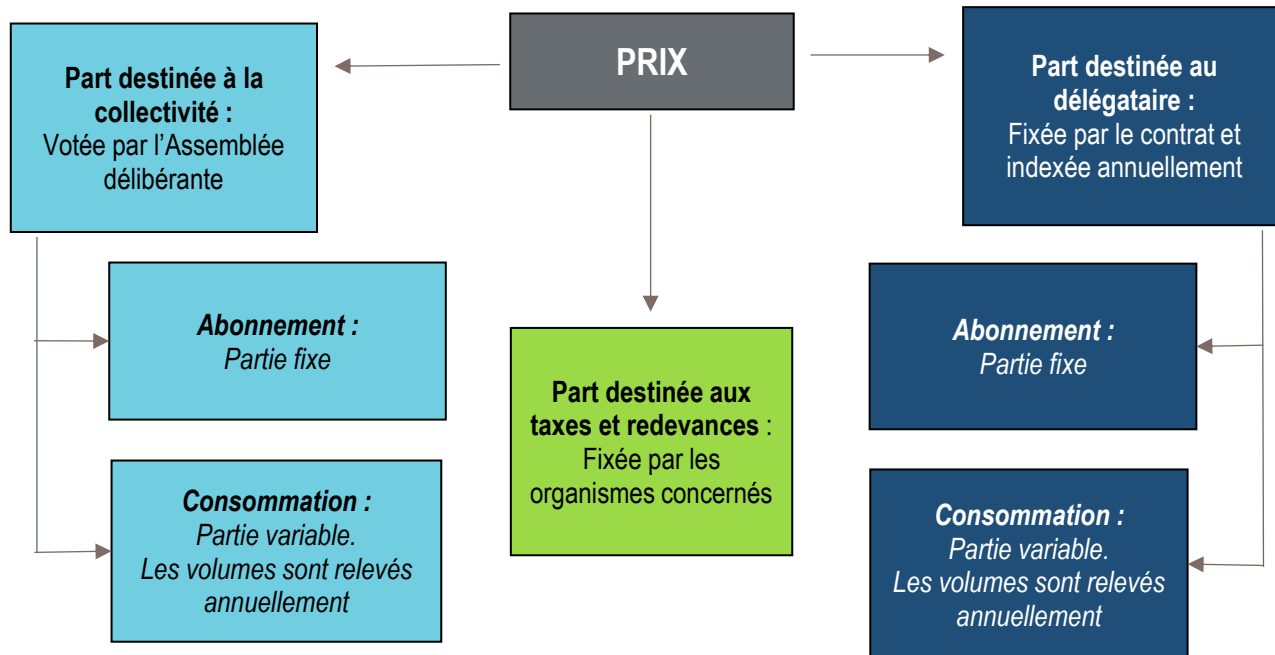 PRIX
Part destinée à la
collectivité :
Votée par l’Assemblée
délibérante
Part destinée au
délégataire :
Fixée par le contrat et
indexée annuellement
Abonnement :
Partie fixe
Consommation :
Partie variable.
Les volumes sont relevés
annuellement
Part destinée aux
taxes et redevances :
Fixée par les
organismes concernés
Abonnement :
Partie fixe
Consommation :
Partie variable.
Les volumes sont relevés
annuellement